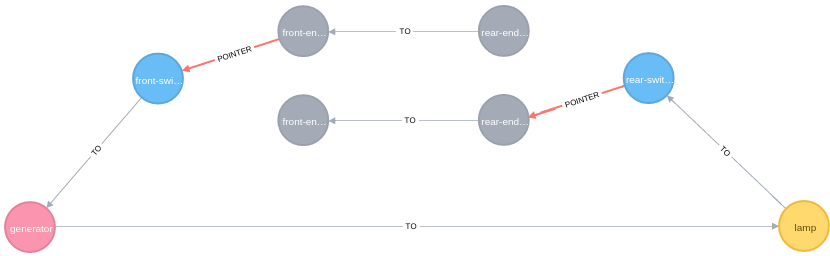 front-en…
TO
rear-end…
POINTER
front-swi…
rear-swit…
POINTER
front-en…
TO
rear-end…
TO
TO
generator
TO
lamp